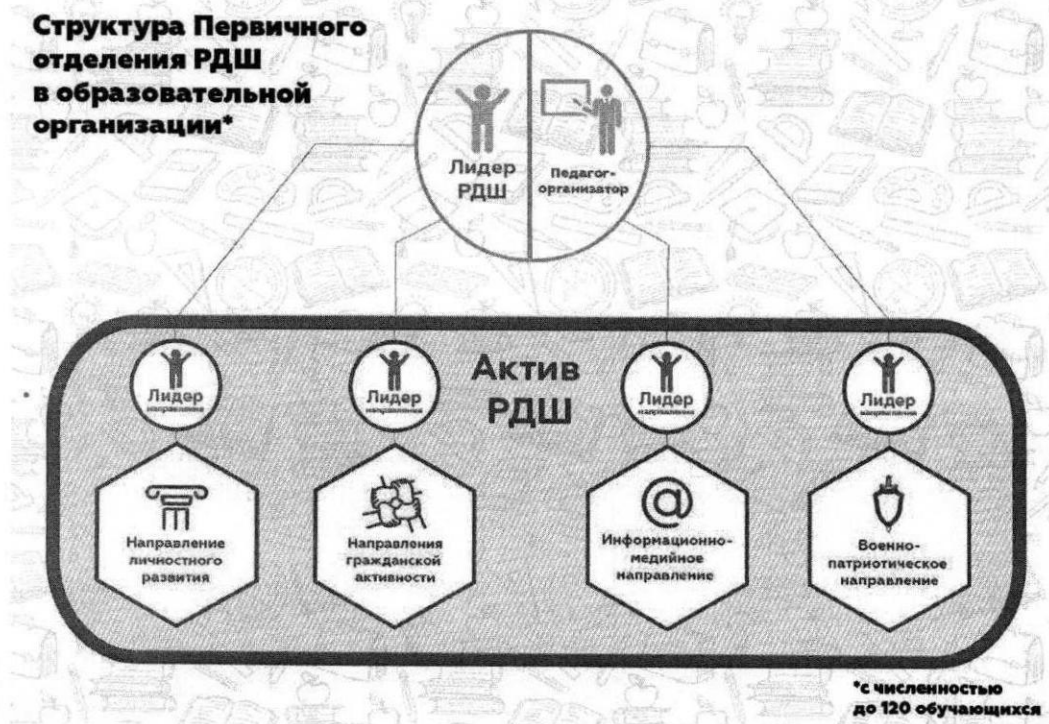 Структура Первичного
отделения РДШ
в образовательной
организации*
Лидер
РДШ
Педагог-
организатор
Актив
РДШ
Лидер
направления
Лидер
направления
Лидер
направления
Лидер
направления
Направление
личностного
развития
Направления
гражданской
активности
Информационно-
медийное
направление
Военно-
патриотическое
направление
*с численностью
до 120 обучающихся